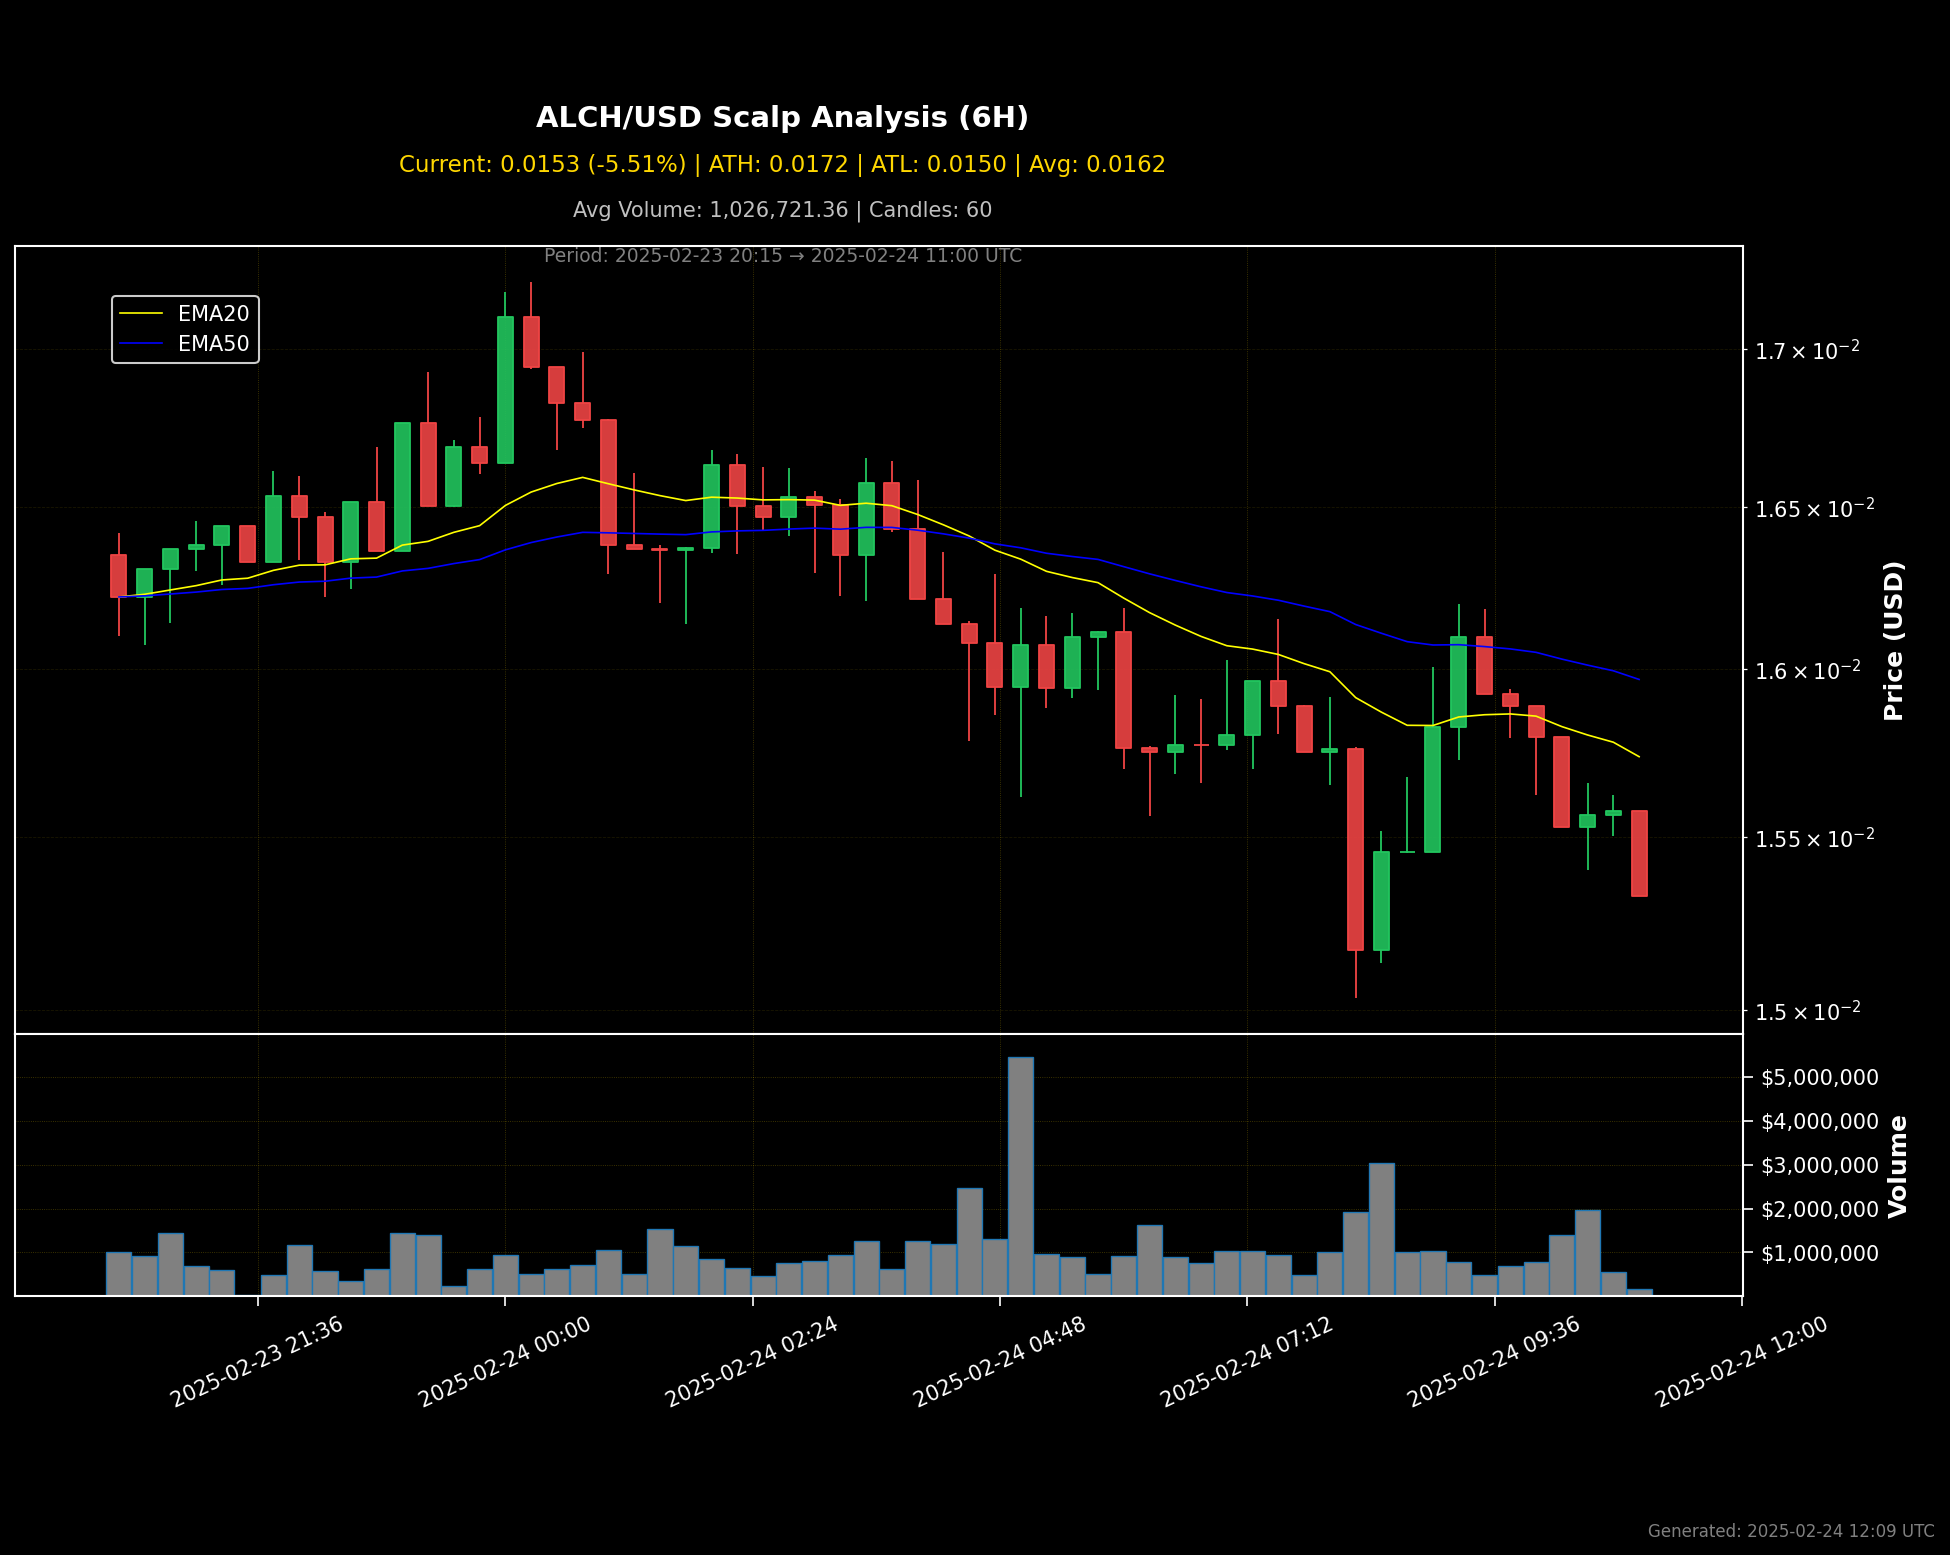 ALCH/USD Scalp Analysis (6H)
Current: 0.0153 (-5.51%) | ATH: 0.0172 | ATL: 0.0150 | Avg: 0.0162
Avg Volume: 1,026,721.36 | Candles: 60
Period: 2025-02-23 20:15 → 2025-02-24 11:00 UTC
EMA20
EMA50
1.7 × 10⁻²
1.65 × 10⁻²
1.6 × 10⁻²
1.55 × 10⁻²
1.5 × 10⁻²
Price (USD)
$5,000,000
$4,000,000
$3,000,000
$2,000,000
$1,000,000
Volume
2025-02-23 21:36
2025-02-24 00:00
2025-02-24 02:24
2025-02-24 04:48
2025-02-24 07:12
2025-02-24 09:36
2025-02-24 12:00
Generated: 2025-02-24 12:09 UTC